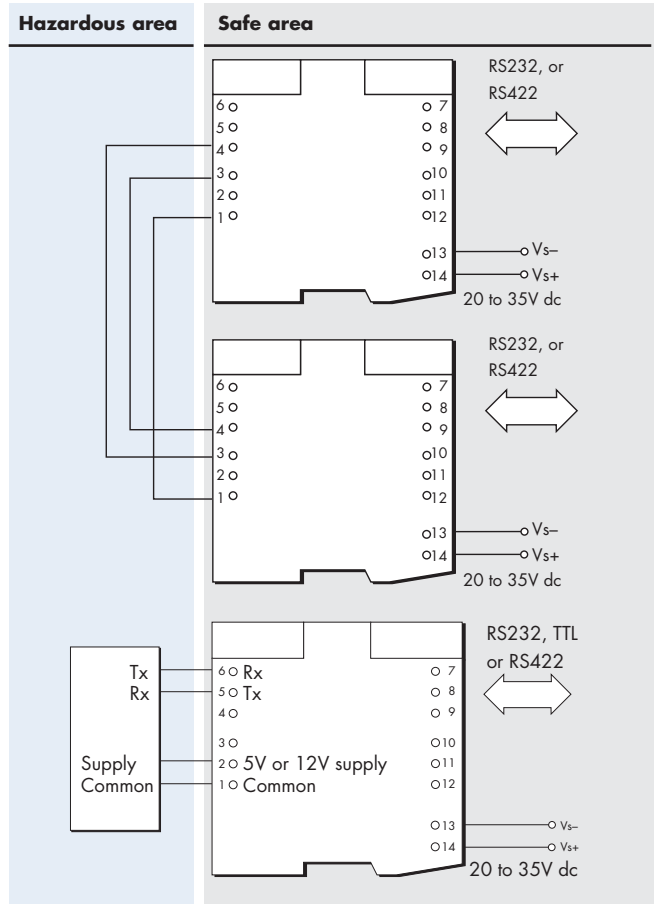 Hazardous area
Safe area
RS232, or
RS422
6
7
5
8
4
9
3
10
2
11
1
12
13
Vs–
14
Vs+
20 to 35V dc
RS232, or
RS422
6
7
5
8
4
9
3
10
2
11
1
12
13
Vs–
14
Vs+
20 to 35V dc
RS232, TTL
or RS422
Tx
6 Rx
7
Rx
5 Tx
8
4
9
3
10
Supply
2 5V or 12V supply
11
Common
1 Common
12
13
Vs–
14
Vs+
20 to 35V dc